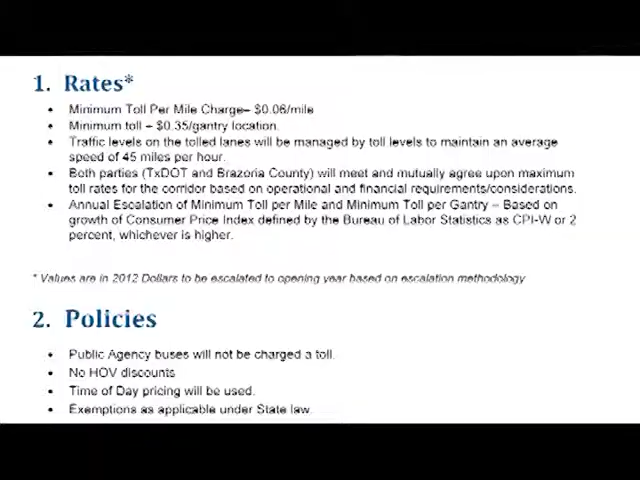 1. Rates*
• Minimum Toll Per Mile Charge– $0.06/mile
• Minimum toll – $0.35/gantry location.
• Traffic levels on the tolled lanes will be managed by toll levels to maintain an average
speed of 45 miles per hour.
• Both parties (TxDOT and Brazoria County) will meet and mutually agree upon maximum
toll rates for the corridor based on operational and financial requirements/considerations.
• Annual Escalation of Minimum Toll per Mile and Minimum Toll per Gantry – Based on
growth of Consumer Price Index defined by the Bureau of Labor Statistics as CPI-W or 2
percent, whichever is higher.
* Values are in 2012 Dollars to be escalated to opening year based on escalation methodology
2. Policies
• Public Agency buses will not be charged a toll.
• No HOV discounts
• Time of Day pricing will be used.
• Exemptions as applicable under State law.